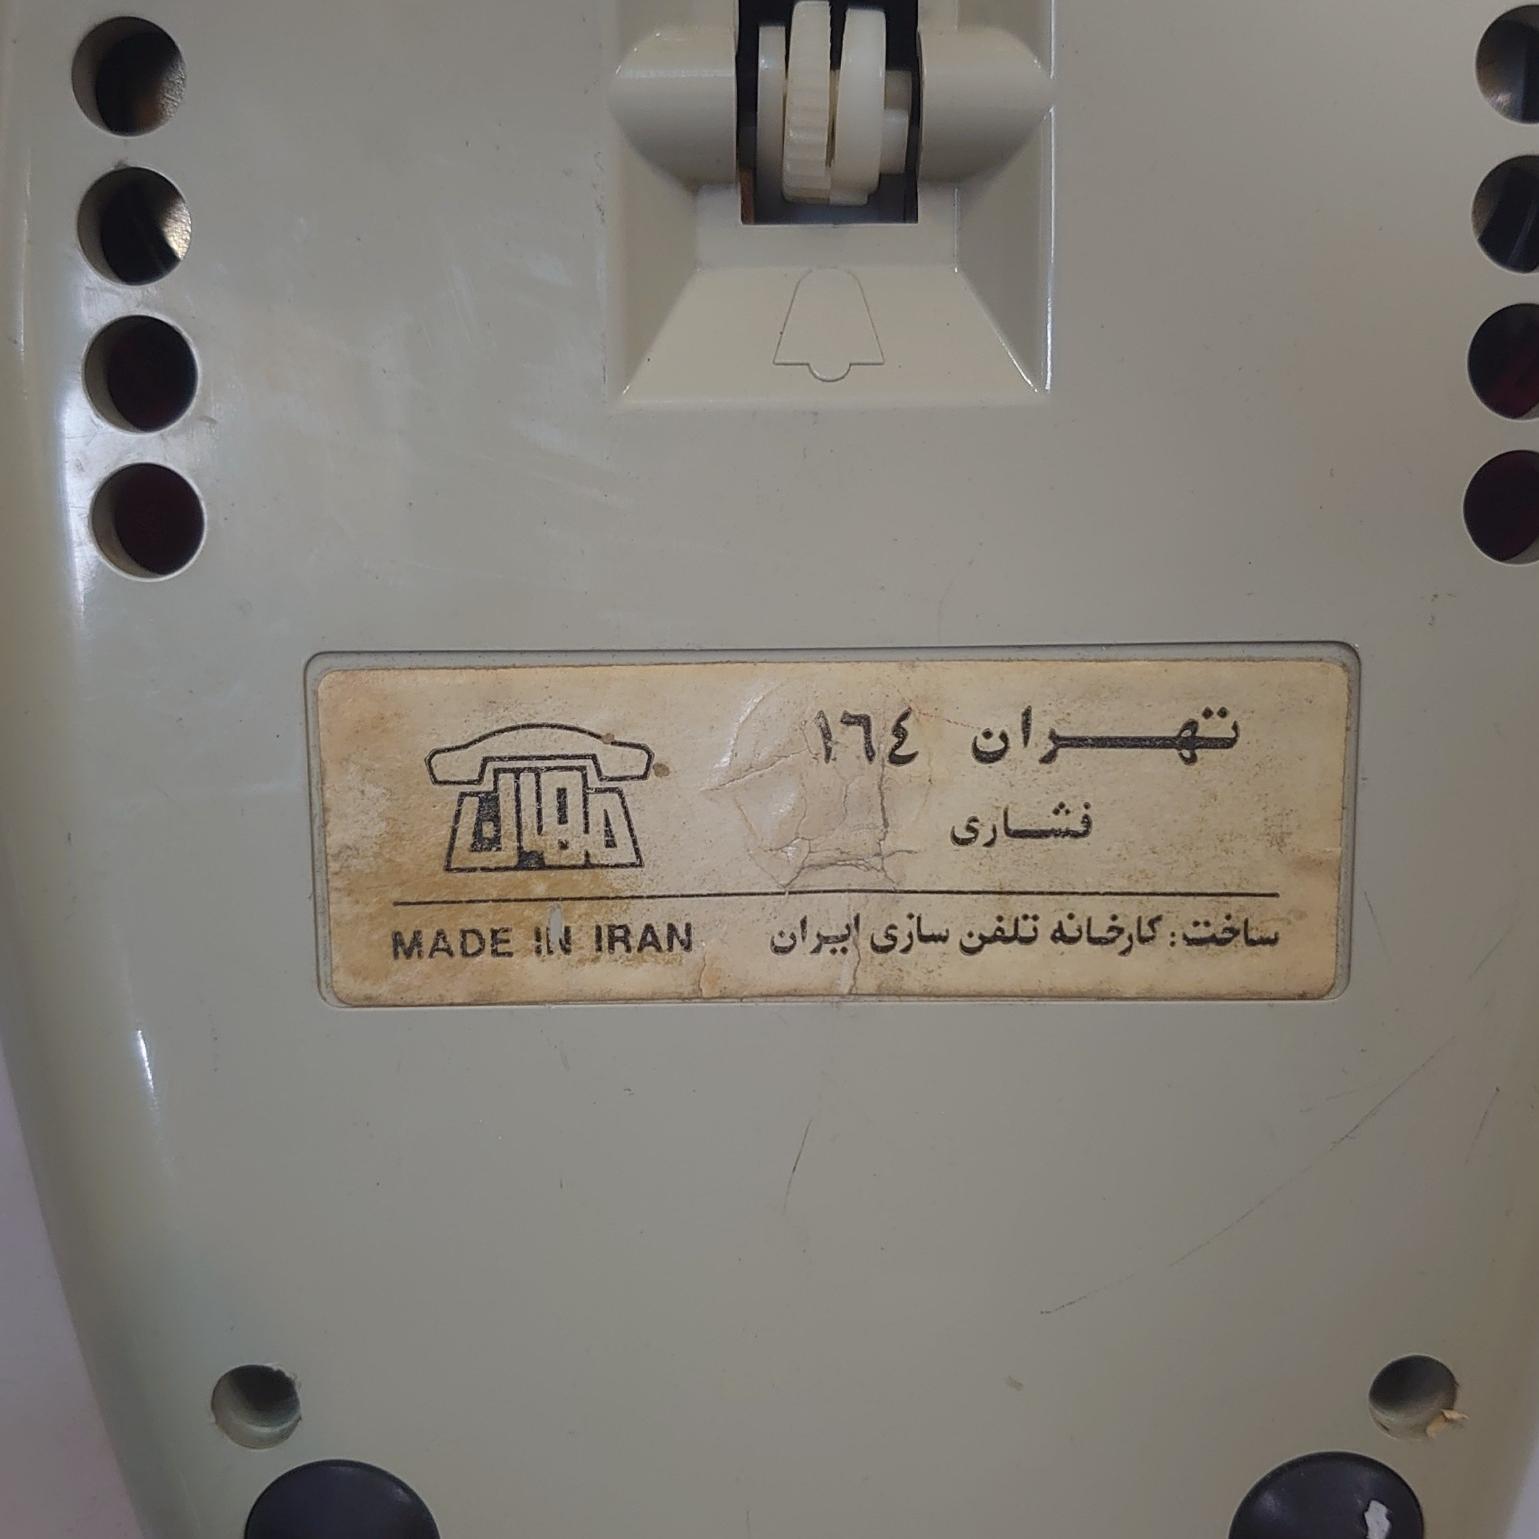 تهران ١٦٤
فشاری
ساخت: کارخانه تلفن سازی ایران
MADE IN IRAN